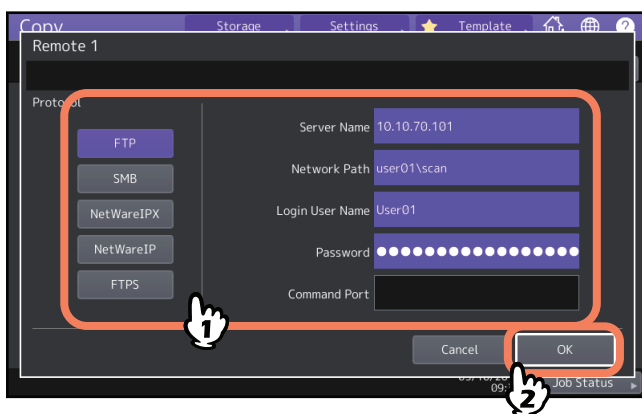 Copy Storage Settings Template ?
Remote 1
Protocol
FTP
SMB
NetWareIPX
NetWareIP
FTPS
Server Name 10.10.70.101
Network Path user01\scan
Login User Name User01
Password ●●●●●●●●●●●●●●●●●
Command Port
1
Cancel OK
09:
Job Status
2